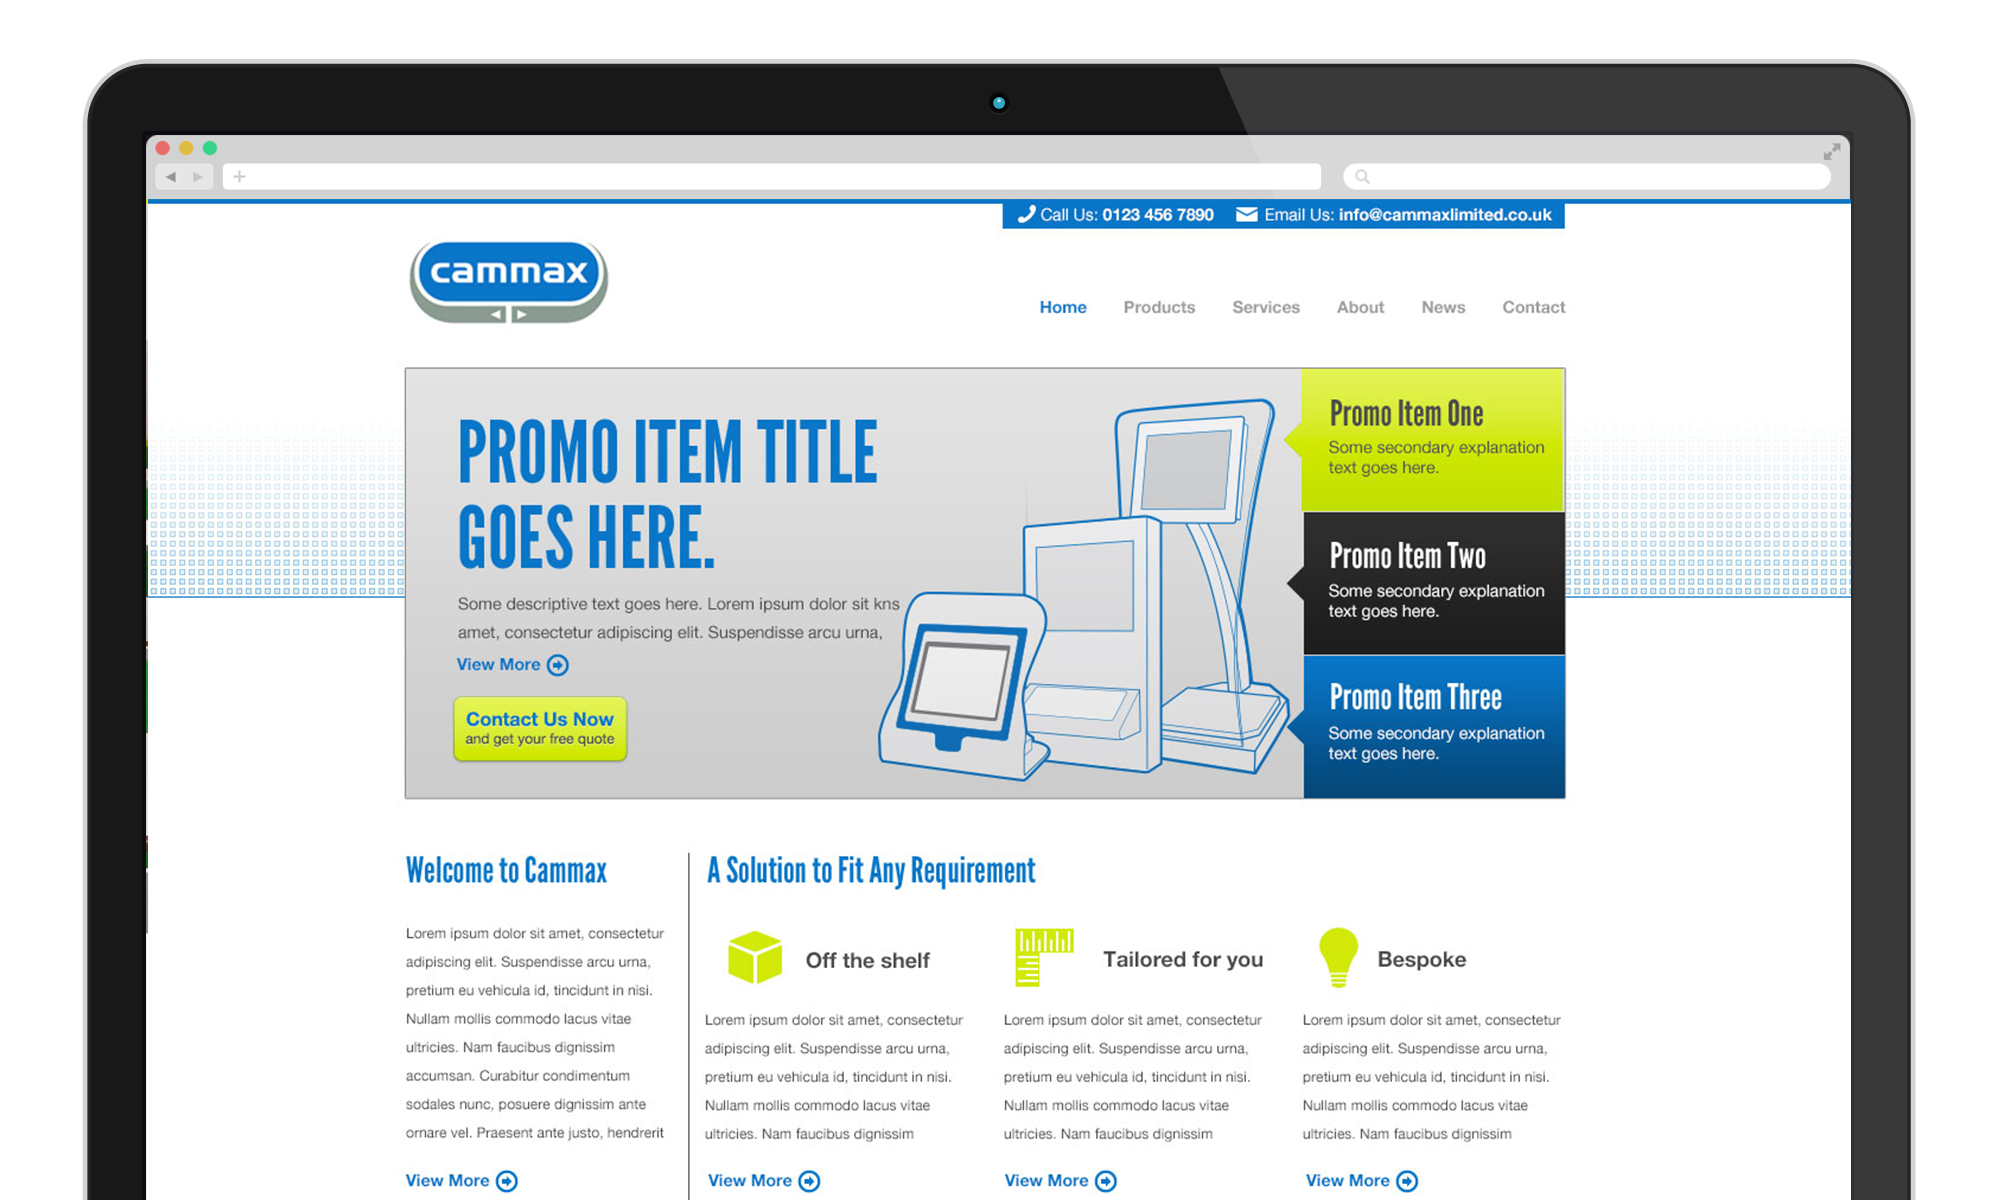 Call Us: 0123 456 7890 Email Us: info@cammaxlimited.co.uk
cammax
Home Products Services About News Contact
PROMO ITEM TITLE
GOES HERE.
Some descriptive text goes here. Lorem ipsum dolor sit kns
amet, consectetur adipiscing elit. Suspendisse arcu urna,
View More
Contact Us Now
and get your free quote
Promo Item One
Some secondary explanation
text goes here.
Promo Item Two
Some secondary explanation
text goes here.
Promo Item Three
Some secondary explanation
text goes here.
Welcome to Cammax
Lorem ipsum dolor sit amet, consectetur
adipiscing elit. Suspendisse arcu urna,
pretium eu vehicula id, tincidunt in nisi.
Nullam mollis commodo lacus vitae
ultricies. Nam faucibus dignissim
accumsan. Curabitur condimentum
sodales nunc, posuere dignissim ante
ornare vel. Praesent ante justo, hendrerit
View More
A Solution to Fit Any Requirement
Off the shelf
Lorem ipsum dolor sit amet, consectetur
adipiscing elit. Suspendisse arcu urna,
pretium eu vehicula id, tincidunt in nisi.
Nullam mollis commodo lacus vitae
ultricies. Nam faucibus dignissim
View More
Tailored for you
Lorem ipsum dolor sit amet, consectetur
adipiscing elit. Suspendisse arcu urna,
pretium eu vehicula id, tincidunt in nisi.
Nullam mollis commodo lacus vitae
ultricies. Nam faucibus dignissim
View More
Bespoke
Lorem ipsum dolor sit amet, consectetur
adipiscing elit. Suspendisse arcu urna,
pretium eu vehicula id, tincidunt in nisi.
Nullam mollis commodo lacus vitae
ultricies. Nam faucibus dignissim
View More